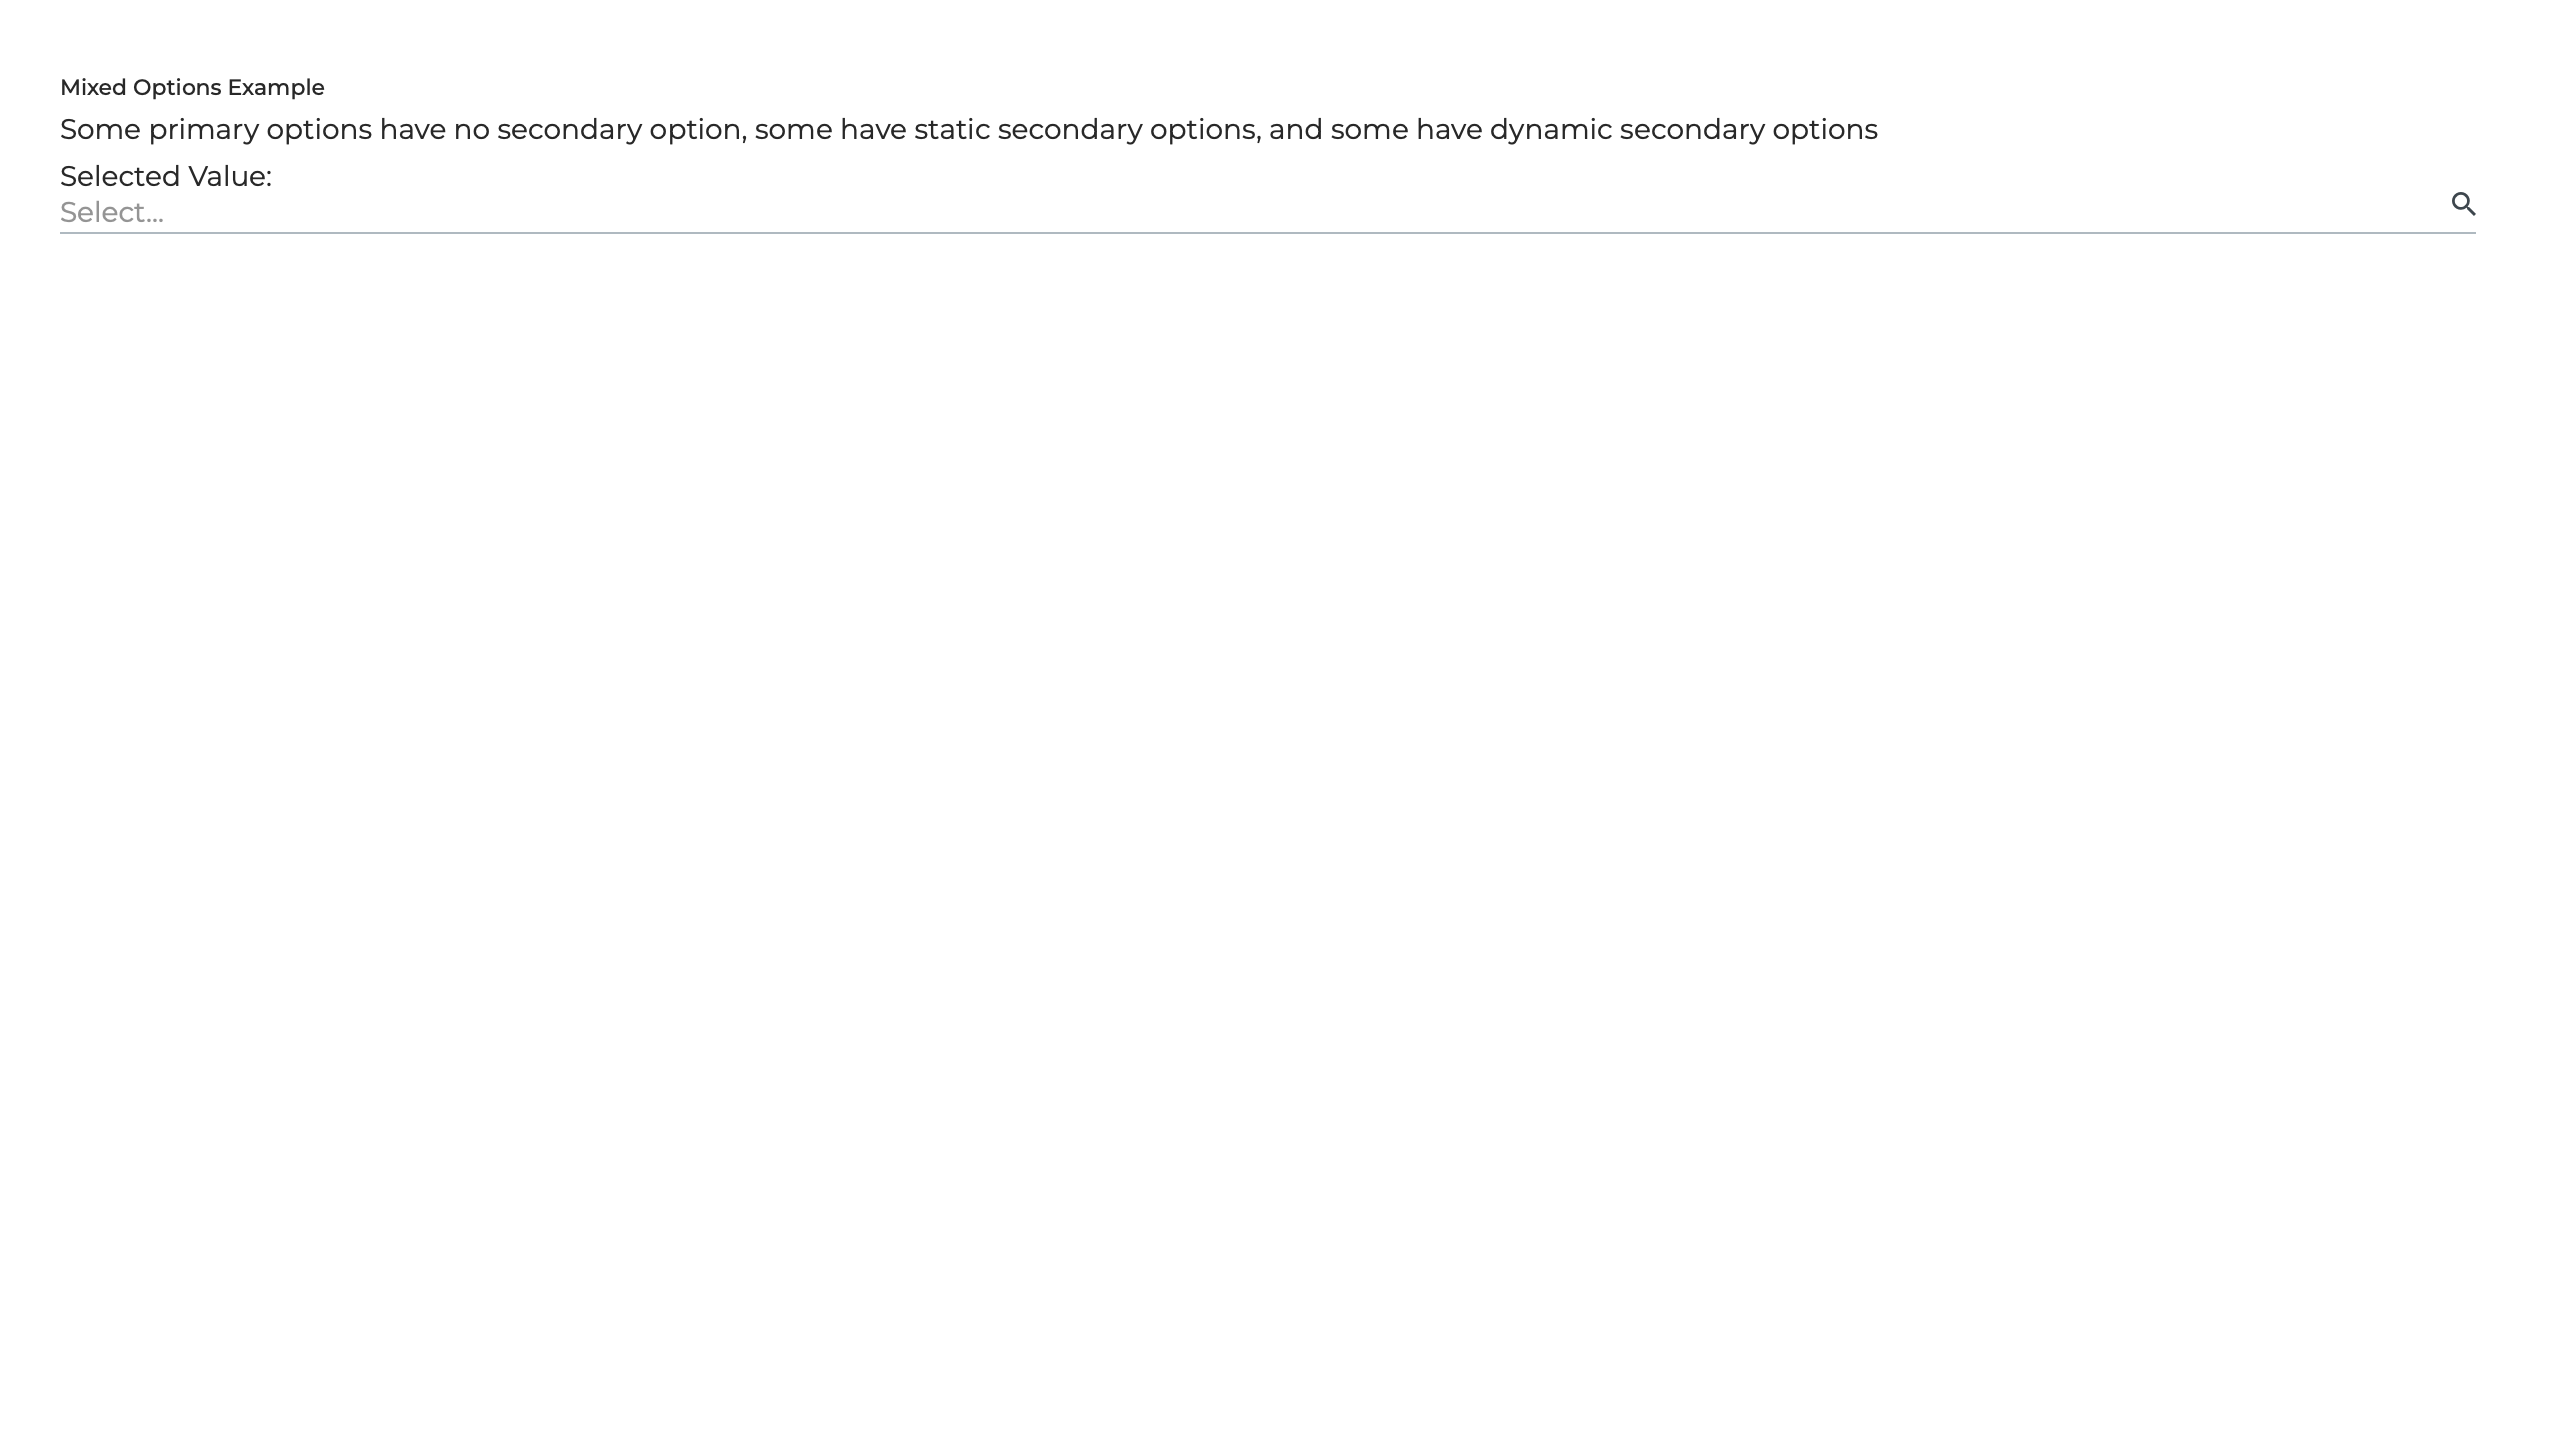 Mixed Options Example
Some primary options have no secondary option, some have static secondary options, and some have dynamic secondary options
Selected Value:
Select...